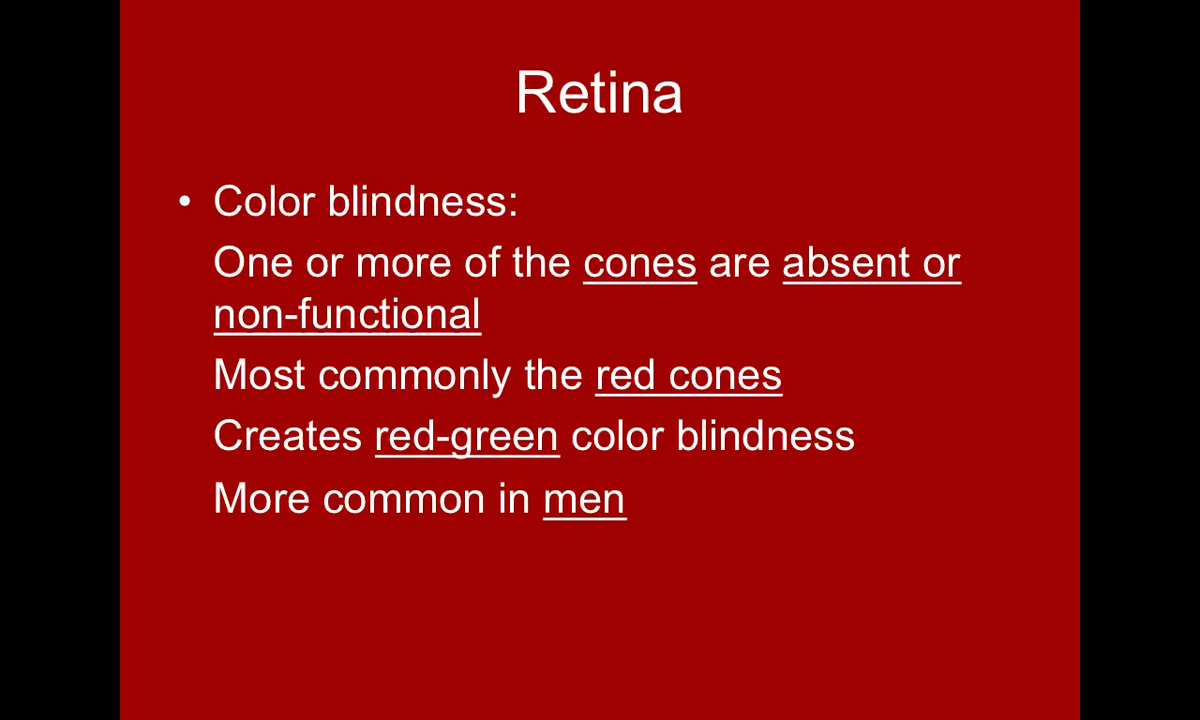 Retina
• Color blindness:
One or more of the cones are absent or
non-functional
Most commonly the red cones
Creates red-green color blindness
More common in men